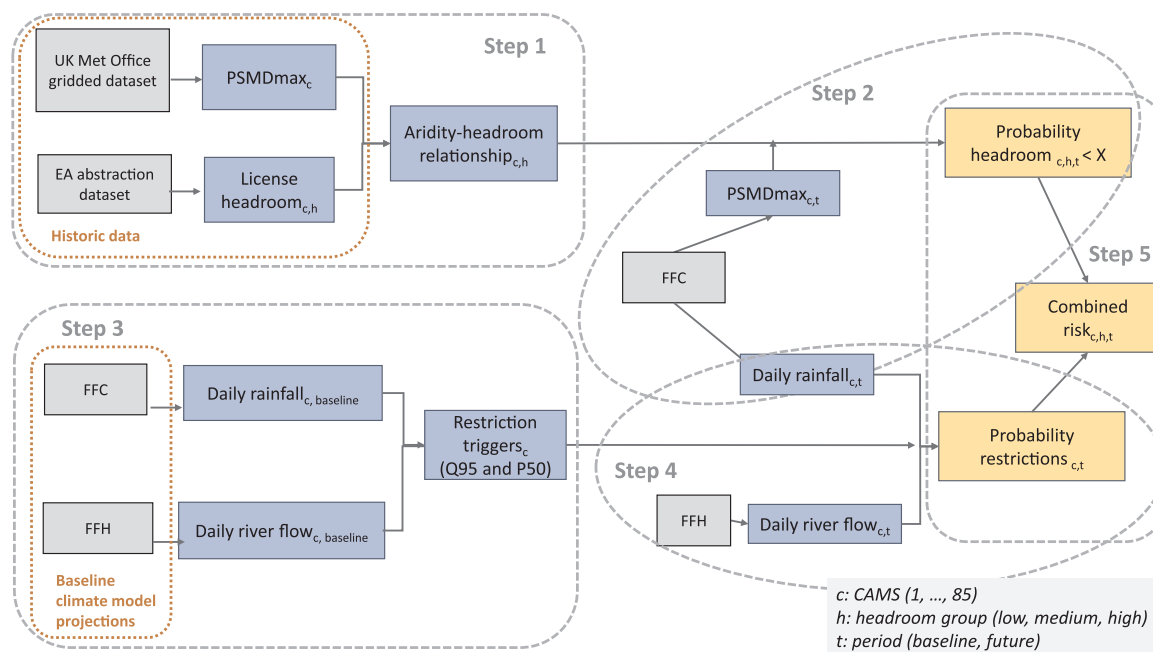 Step 1
UK Met Office
gridded dataset
PSMDmaxc
EA abstraction
dataset
License
headroomc,h
Historic data
Aridity-headroom
relationshipc,h
Step 2
PSMDmaxc,t
FFC
Daily rainfallc,t
Probability
headroom c,h,t < X
Step 5
Combined
riskc,h,t
Step 3
FFC
Daily rainfallc, baseline
FFH
Daily river flowc, baseline
Baseline
climate model
projections
Restriction
triggersc
(Q95 and P50)
Step 4
FFH
Daily river flowc,t
Probability
restrictions c,t
c: CAMS (1, ..., 85)
h: headroom group (low, medium, high)
t: period (baseline, future)